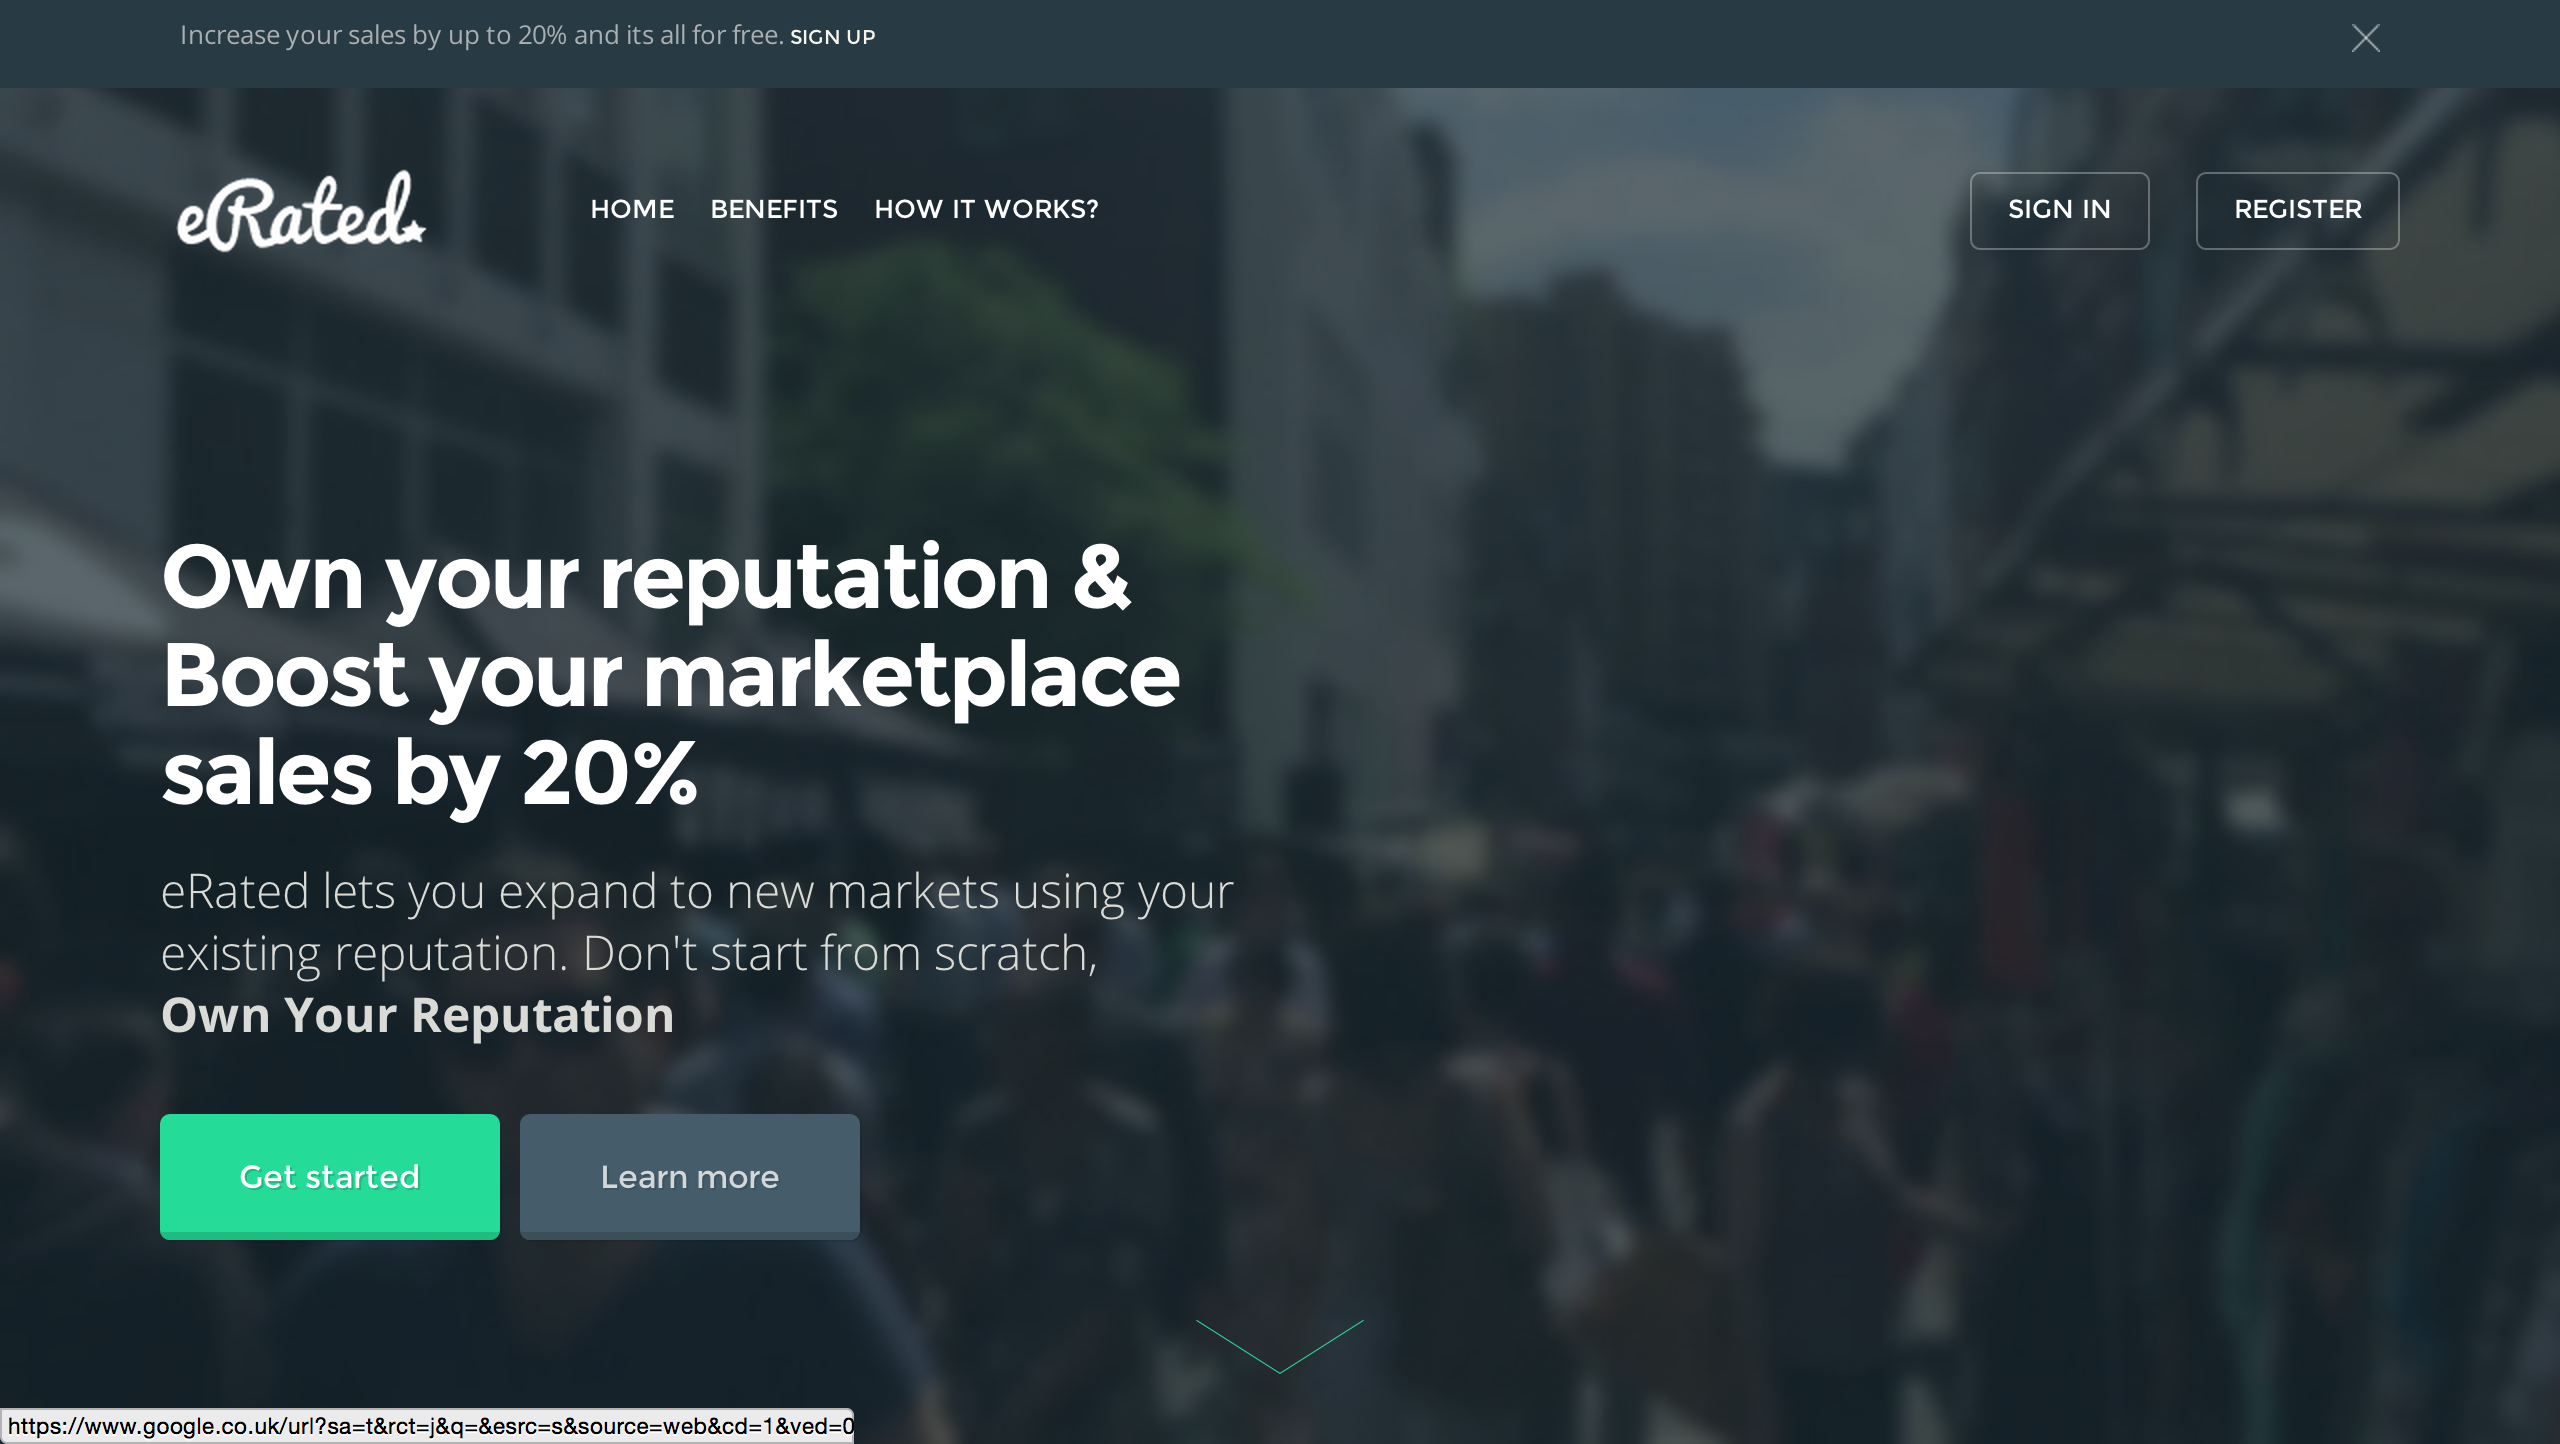 Increase your sales by up to 20% and its all for free. SIGN UP
eRated
HOME BENEFITS HOW IT WORKS?
SIGN IN REGISTER
Own your reputation &
Boost your marketplace
sales by 20%
eRated lets you expand to new markets using your
existing reputation. Don't start from scratch,
Own Your Reputation
Get started Learn more
https://www.google.co.uk/url?sa=t&rct=j&q=&esrc=s&source=web&cd=1&ved=0